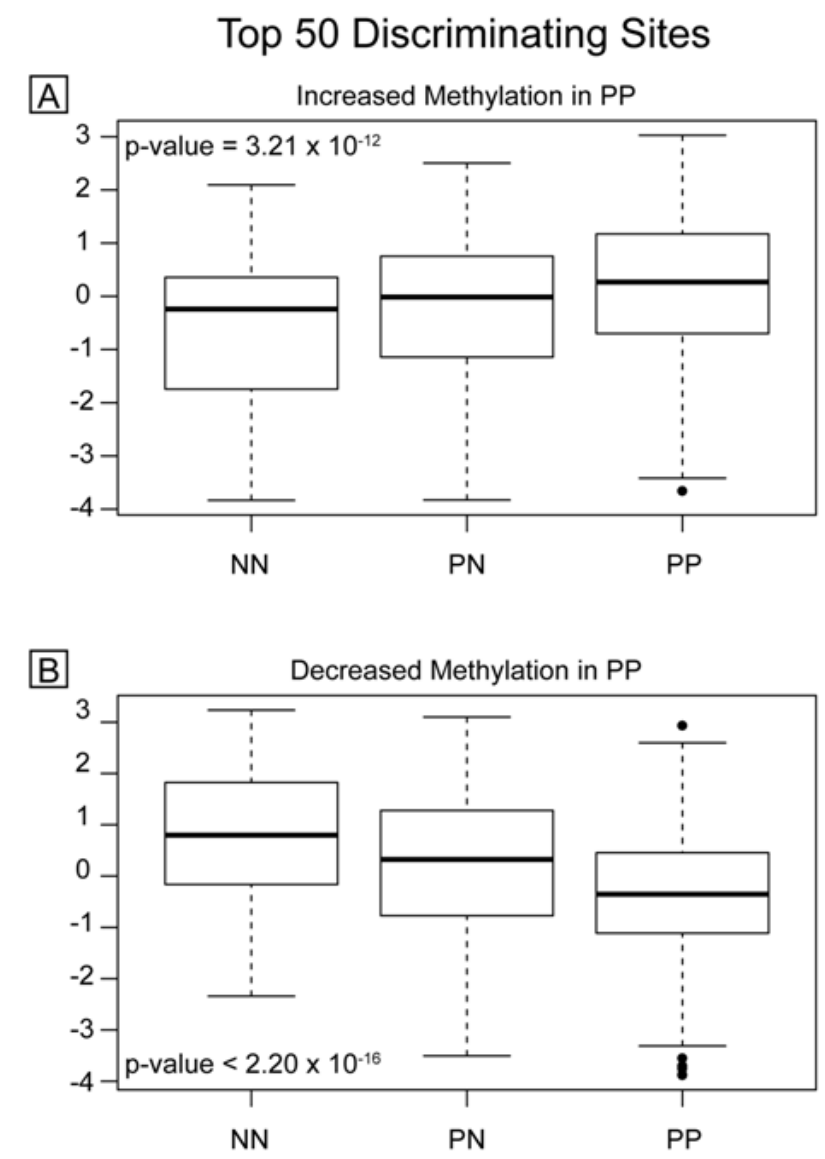 Top 50 Discriminating Sites
A
Increased Methylation in PP
p-value = 3.21 x 10⁻¹²
3
2
1
0
-1
-2
-3
-4
NN PN PP
B
Decreased Methylation in PP
3
2
1
0
-1
-2
-3
-4
p-value < 2.20 x 10⁻¹⁶
NN PN PP